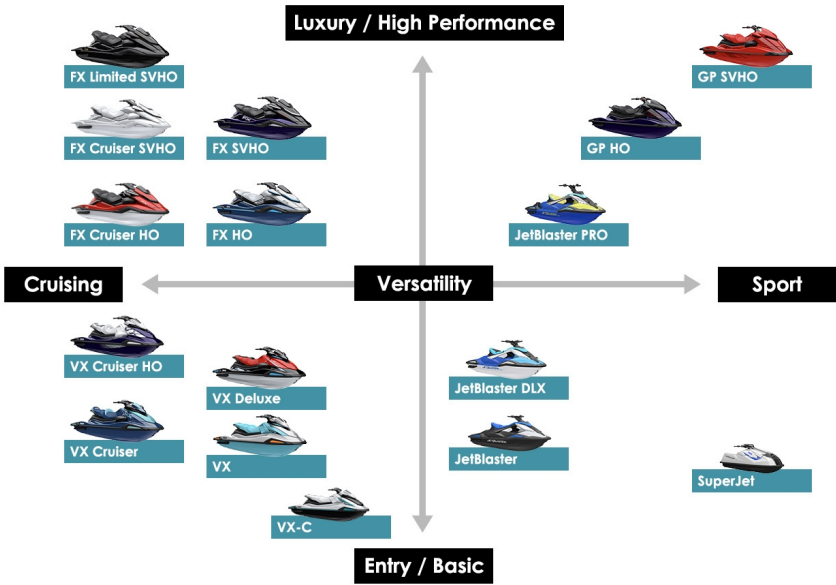 Luxury / High Performance
FX Limited SVHO
GP SVHO
FX Cruiser SVHO
FX SVHO
GP HO
FX Cruiser HO
FX HO
JetBlaster PRO
Cruising
Versatility
Sport
VX Cruiser HO
VX Deluxe
JetBlaster DLX
VX Cruiser
VX
JetBlaster
SuperJet
VX-C
Entry / Basic